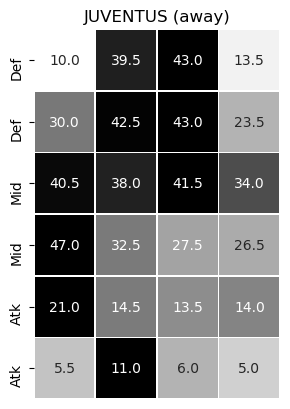 JUVENTUS (away)
Def 10.0 39.5 43.0 13.5
Def 30.0 42.5 43.0 23.5
Mid 40.5 38.0 41.5 34.0
Mid 47.0 32.5 27.5 26.5
Atk 21.0 14.5 13.5 14.0
Atk 5.5 11.0 6.0 5.0